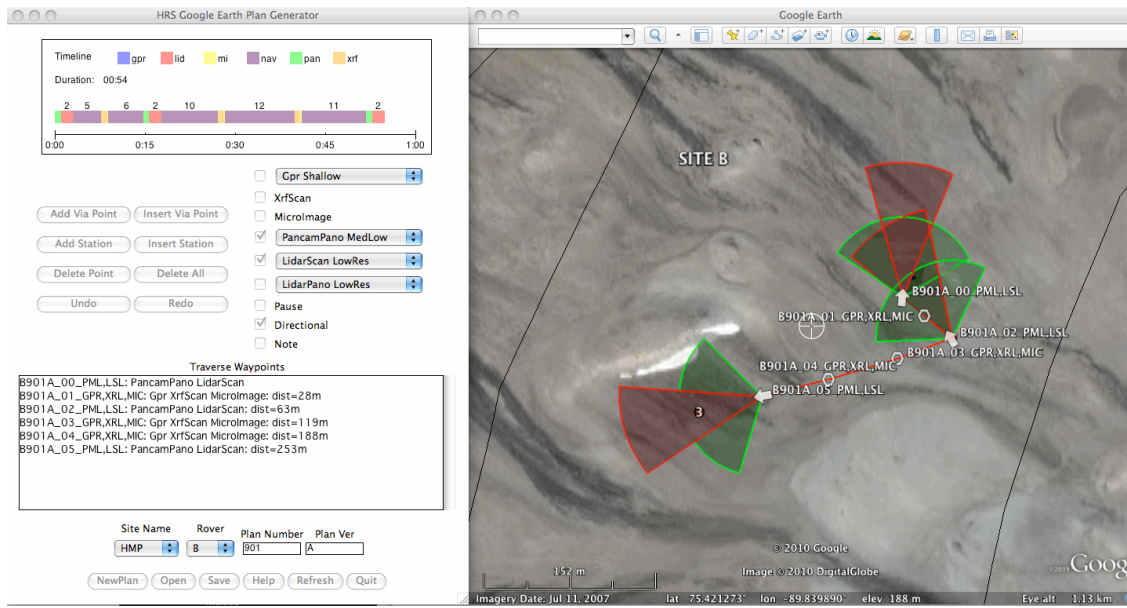 HRS Google Earth Plan Generator
Timeline gpr lid mi nav pan xrf
Duration: 00:54
2 5 6 2 10 12 11 2
0:00 0:15 0:30 0:45 1:00
Gpr Shallow
XrfScan
Add Via Point Insert Via Point MicroImage
Add Station Insert Station PancamPano MedLow
LidarScan LowRes
Delete Point Delete All
LidarPano LowRes
Undo Redo Pause
Directional
Note
Traverse Waypoints
B901A_00_PML,LSL: PancamPano LidarScan
B901A_01_GPR,XRL,MIC: Gpr XrfScan MicroImage: dist=28m
B901A_02_PML,LSL: PancamPano LidarScan: dist=63m
B901A_03_GPR,XRL,MIC: Gpr XrfScan MicroImage: dist=119m
B901A_04_GPR,XRL,MIC: Gpr XrfScan MicroImage: dist=188m
B901A_05_PML,LSL: PancamPano LidarScan: dist=253m
Site Name Rover Plan Number Plan Ver
HMP B 901 A
NewPlan Open Save Help Refresh Quit
Google Earth
SITE B
B901A_00_PML,LSL
B901A_01_GPR,XRL,MIC
B901A_02_PML,LSL
B901A_03_GPR,XRL,MIC
B901A_04_GPR,XRL,MIC
B901A_05_PML,LSL
3
© 2010 Google
152 m Image © 2010 DigitalGlobe
©2009 Goog
Imagery Date: Jul 11, 2007 lat 75.421273° lon -89.839890° elev 188 m Eye alt 1.13 km